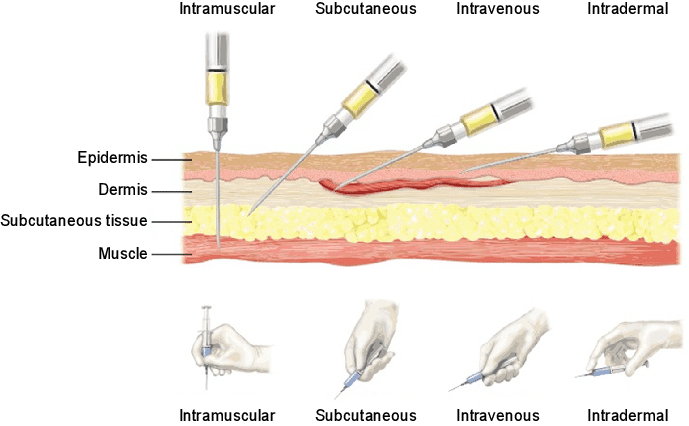 Intramuscular Subcutaneous Intravenous Intradermal
Epidermis
Dermis
Subcutaneous tissue
Muscle
Intramuscular Subcutaneous Intravenous Intradermal